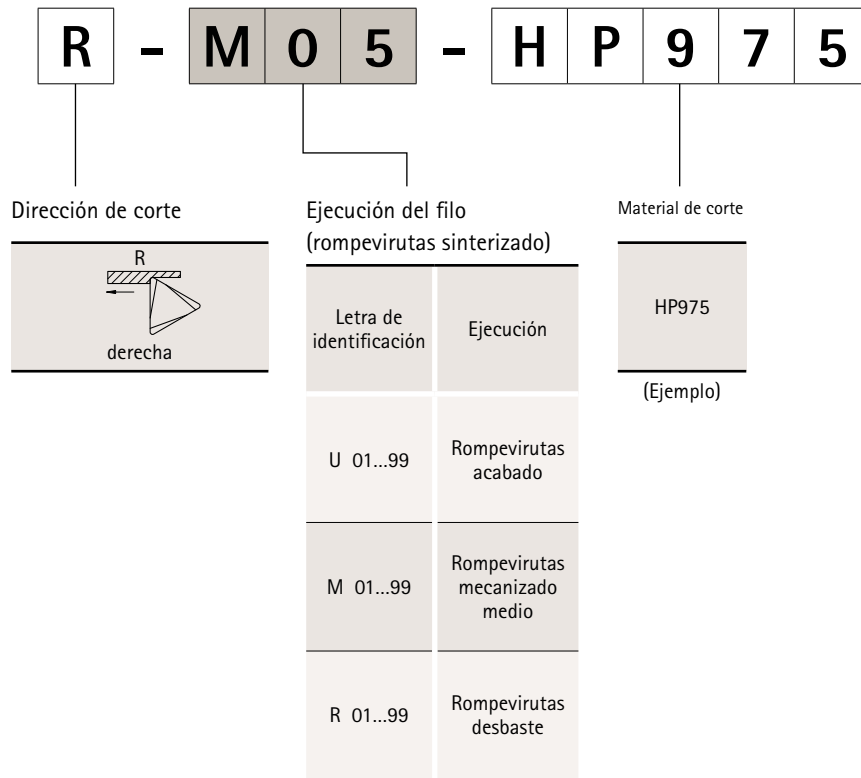 R - M 0 5 - H P 9 7 5
Dirección de corte
R
derecha
Ejecución del filo
(rompevirutas sinterizado)
Letra de
identificación
Ejecución
U 01...99
Rompevirutas
acabado
M 01...99
Rompevirutas
mecanizado
medio
R 01...99
Rompevirutas
desbaste
Material de corte
HP975
(Ejemplo)